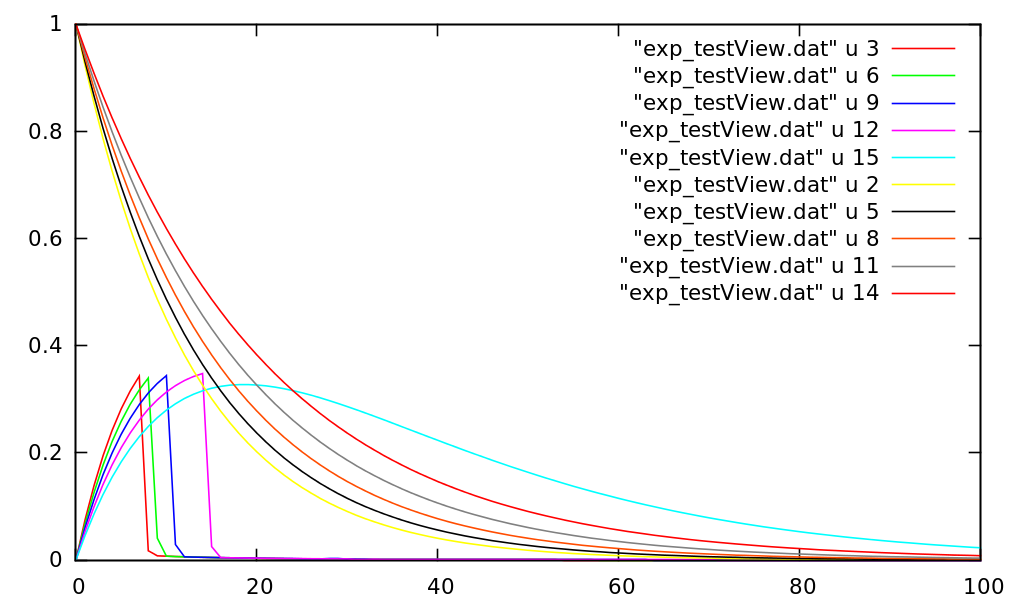 1
"exp_testView.dat" u 3
"exp_testView.dat" u 6
"exp_testView.dat" u 9
0.8
"exp_testView.dat" u 12
"exp_testView.dat" u 15
"exp_testView.dat" u 2
"exp_testView.dat" u 5
0.6
"exp_testView.dat" u 8
"exp_testView.dat" u 11
"exp_testView.dat" u 14
0.4
0.2
0
0 20 40 60 80 100